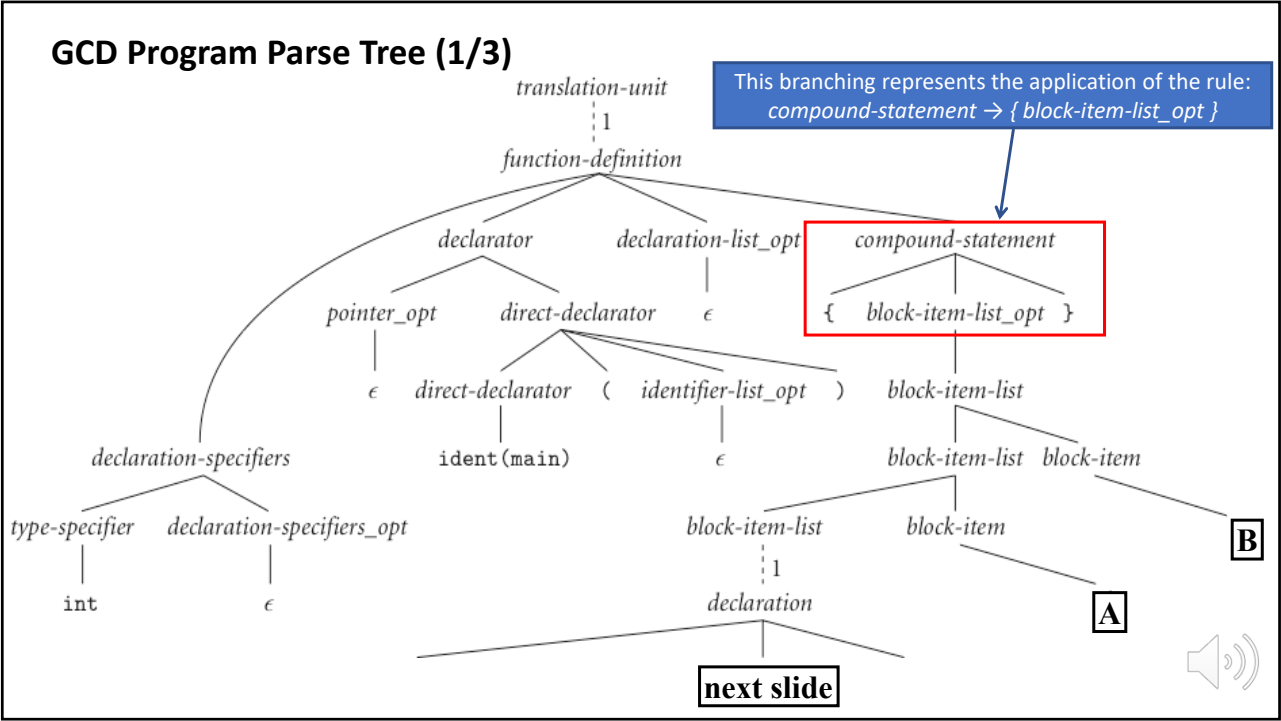 GCD Program Parse Tree (1/3)
This branching represents the application of the rule:
compound-statement → { block-item-list_opt }
translation-unit
1
function-definition
declarator declaration-list_opt compound-statement
pointer_opt direct-declarator ϵ { block-item-list_opt }
ϵ direct-declarator ( identifier-list_opt ) block-item-list
declaration-specifiers ident(main) ϵ block-item-list block-item
type-specifier declaration-specifiers_opt block-item-list block-item B
1
int ϵ declaration A
next slide